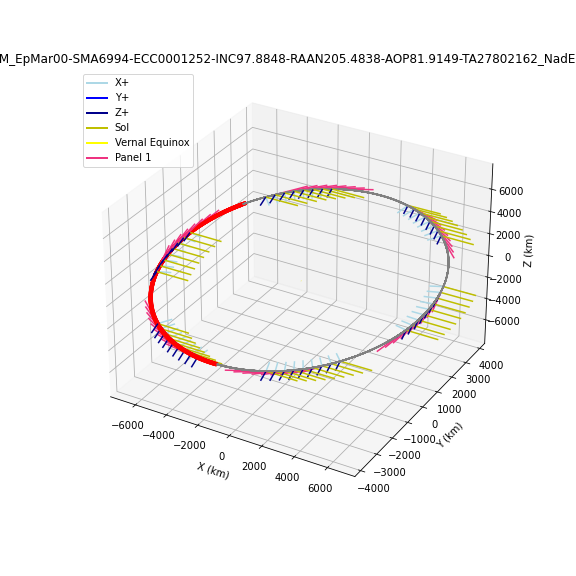 M_EpMar00-SMA6994-ECC0001252-INC97.8848-RAAN205.4838-AOP81.9149-TA27802162_NadE
X+
Y+
Z+
Sol
Vernal Equinox
Panel 1
6000
4000
2000
0
−2000
−4000
−6000
Z (km)
4000
3000
2000
1000
0
−1000
−2000
−3000
−4000
Y (km)
−6000
−4000
−2000
0
2000
4000
6000
X (km)